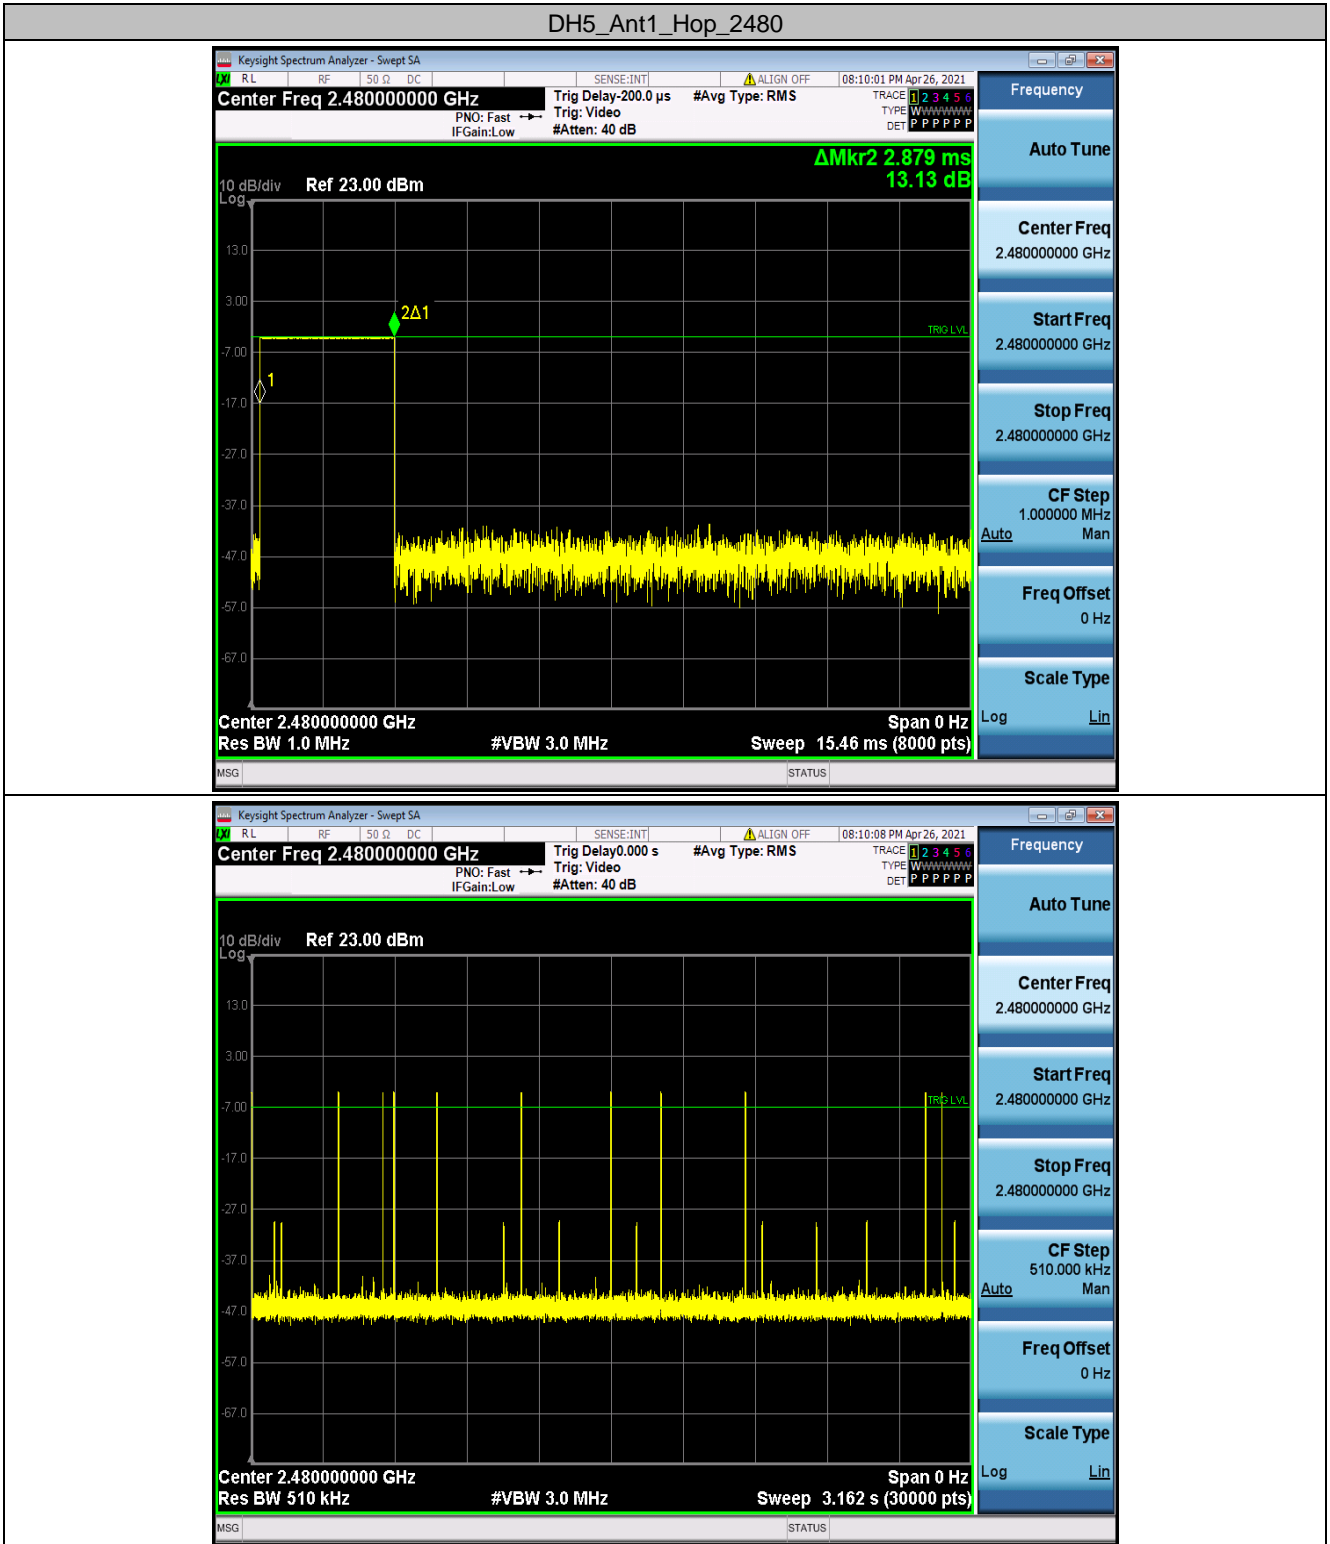 DH5_Ant1_Hop_2480
Keysight Spectrum Analyzer - Swept SA
LXI RL RF 50 Ω DC SENSE:INT ALIGN OFF 08:10:01 PM Apr 26, 2021
Center Freq 2.480000000 GHz
PNO: Fast
IFGain:Low
Trig Delay-200.0 µs
Trig: Video
#Atten: 40 dB
#Avg Type: RMS
TRACE 1 2 3 4 5 6
TYPE WWWWWW
DET P P P P P P
ΔMkr2 2.879 ms
13.13 dB
10 dB/div Ref 23.00 dBm
Log
13.0
3.00
2Δ1
TRIG LVL
-7.00
1
-17.0
-27.0
-37.0
-47.0
-57.0
-67.0
Center 2.480000000 GHz Span 0 Hz
Res BW 1.0 MHz #VBW 3.0 MHz Sweep 15.46 ms (8000 pts)
MSG STATUS
Frequency
Auto Tune
Center Freq
2.480000000 GHz
Start Freq
2.480000000 GHz
Stop Freq
2.480000000 GHz
CF Step
1.000000 MHz
Auto Man
Freq Offset
0 Hz
Scale Type
Log Lin
Keysight Spectrum Analyzer - Swept SA
LXI RL RF 50 Ω DC SENSE:INT ALIGN OFF 08:10:08 PM Apr 26, 2021
Center Freq 2.480000000 GHz
PNO: Fast
IFGain:Low
Trig Delay0.000 s
Trig: Video
#Atten: 40 dB
#Avg Type: RMS
TRACE 1 2 3 4 5 6
TYPE WWWWWW
DET P P P P P P
10 dB/div Ref 23.00 dBm
Log
13.0
3.00
TRIG LVL
-7.00
-17.0
-27.0
-37.0
-47.0
-57.0
-67.0
Center 2.480000000 GHz Span 0 Hz
Res BW 510 kHz #VBW 3.0 MHz Sweep 3.162 s (30000 pts)
MSG STATUS
Frequency
Auto Tune
Center Freq
2.480000000 GHz
Start Freq
2.480000000 GHz
Stop Freq
2.480000000 GHz
CF Step
510.000 kHz
Auto Man
Freq Offset
0 Hz
Scale Type
Log Lin